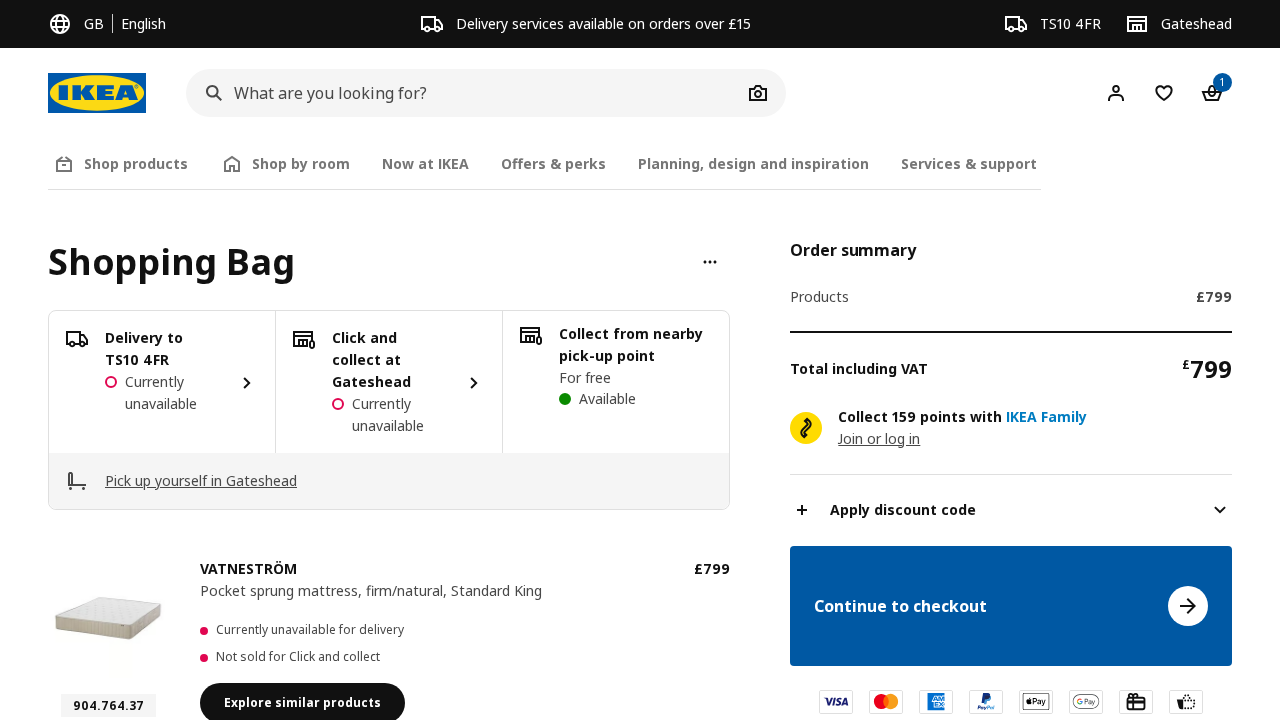 GB
English
Delivery services available on orders over £15
TS10 4FR
Gateshead
IKEA
What are you looking for?
1
Shop products
Shop by room
Now at IKEA
Offers & perks
Planning, design and inspiration
Services & support
Shopping Bag
Delivery to
TS10 4FR
Currently
unavailable
Click and
collect at
Gateshead
Currently
unavailable
Collect from nearby
pick-up point
For free
Available
Pick up yourself in Gateshead
VATNESTRÖM
£799
Pocket sprung mattress, firm/natural, Standard King
Currently unavailable for delivery
Not sold for Click and collect
Explore similar products
904.764.37
Order summary
Products
£799
Total including VAT
£799
Collect 159 points with IKEA Family
Join or log in
Apply discount code
Continue to checkout
VISA
AM
EX
PayPal
Pay
G Pay